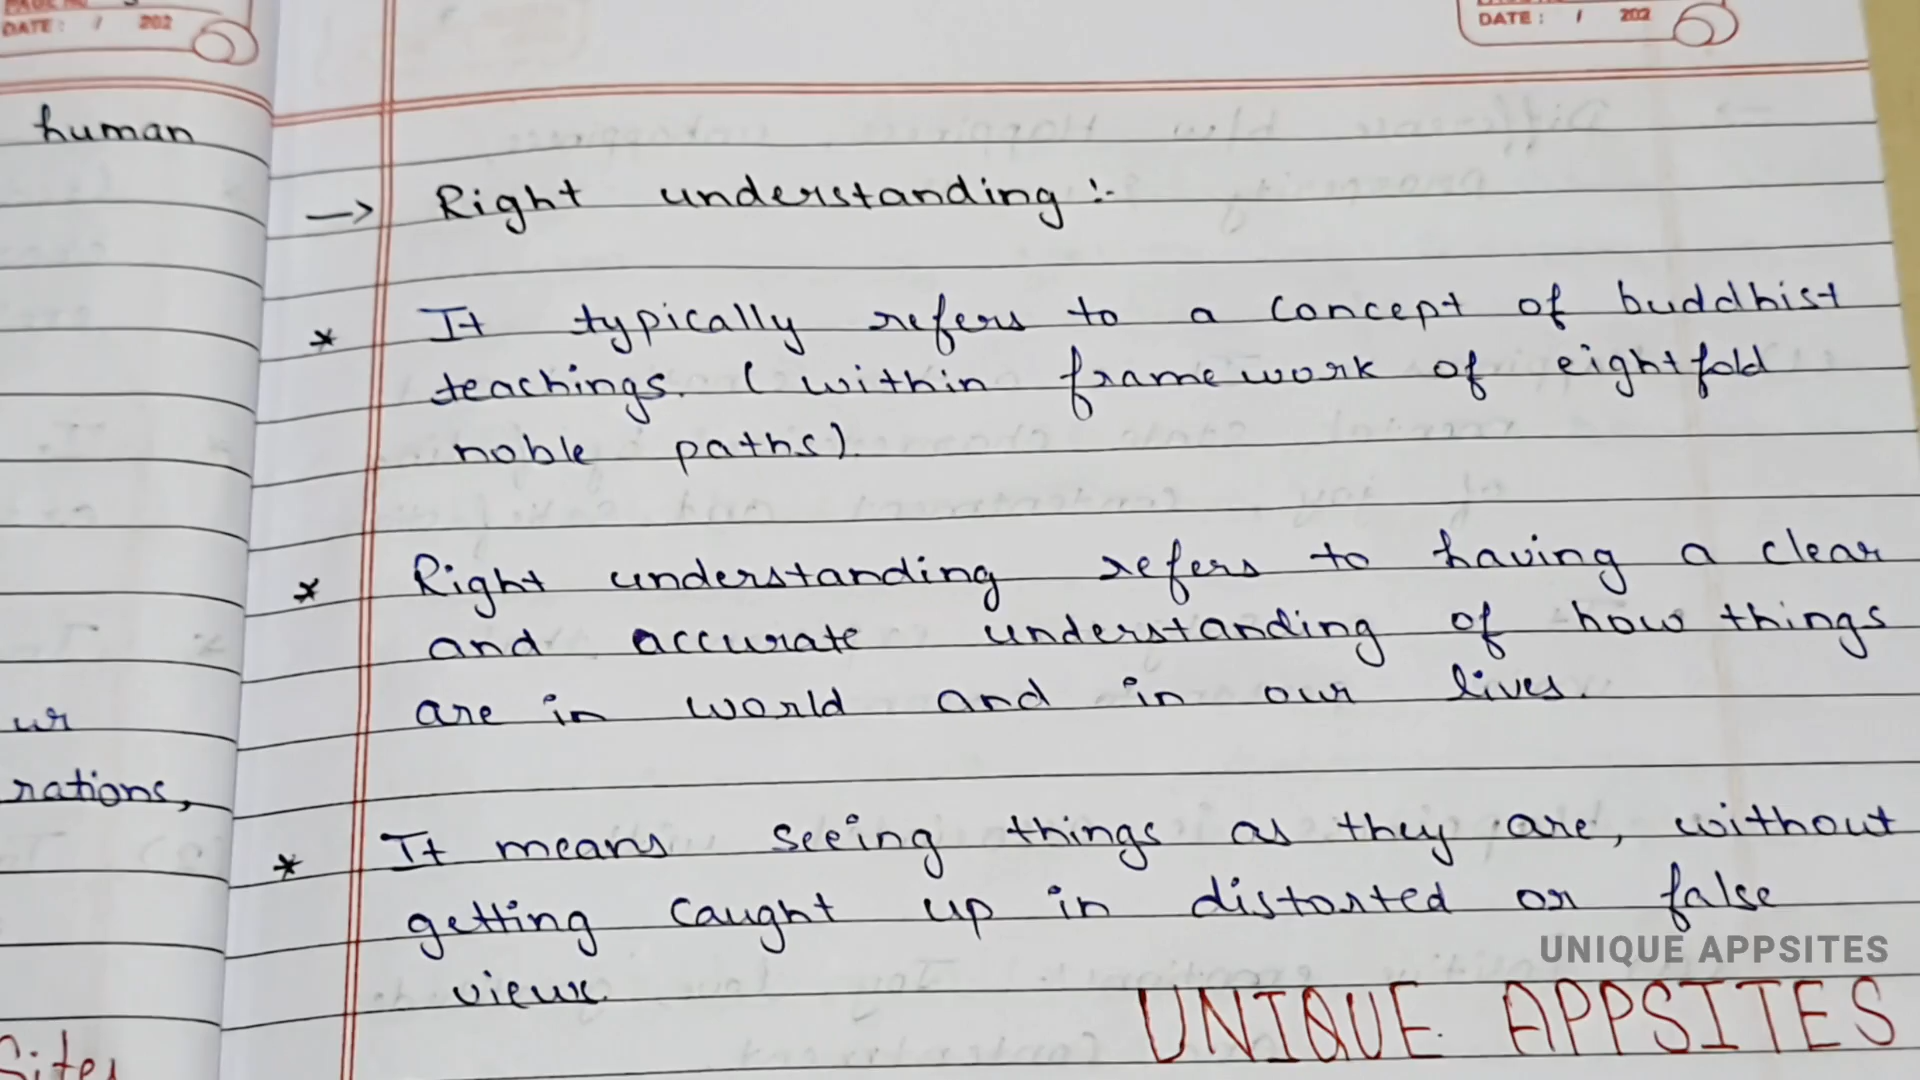 DATE : / 202
DATE : / 202
human
ur
rations,
Sites
→ Right understanding :-
* It typically refers to a concept of buddhist
teachings. (within framework of eightfold
noble paths).
* Right understanding refers to having a clear
and accurate understanding of how things
are in world and in our lives.
* It means seeing things as they are, without
getting caught up in distorted or false
views.
UNIQUE APPSITES
UNIQUE APPSITES